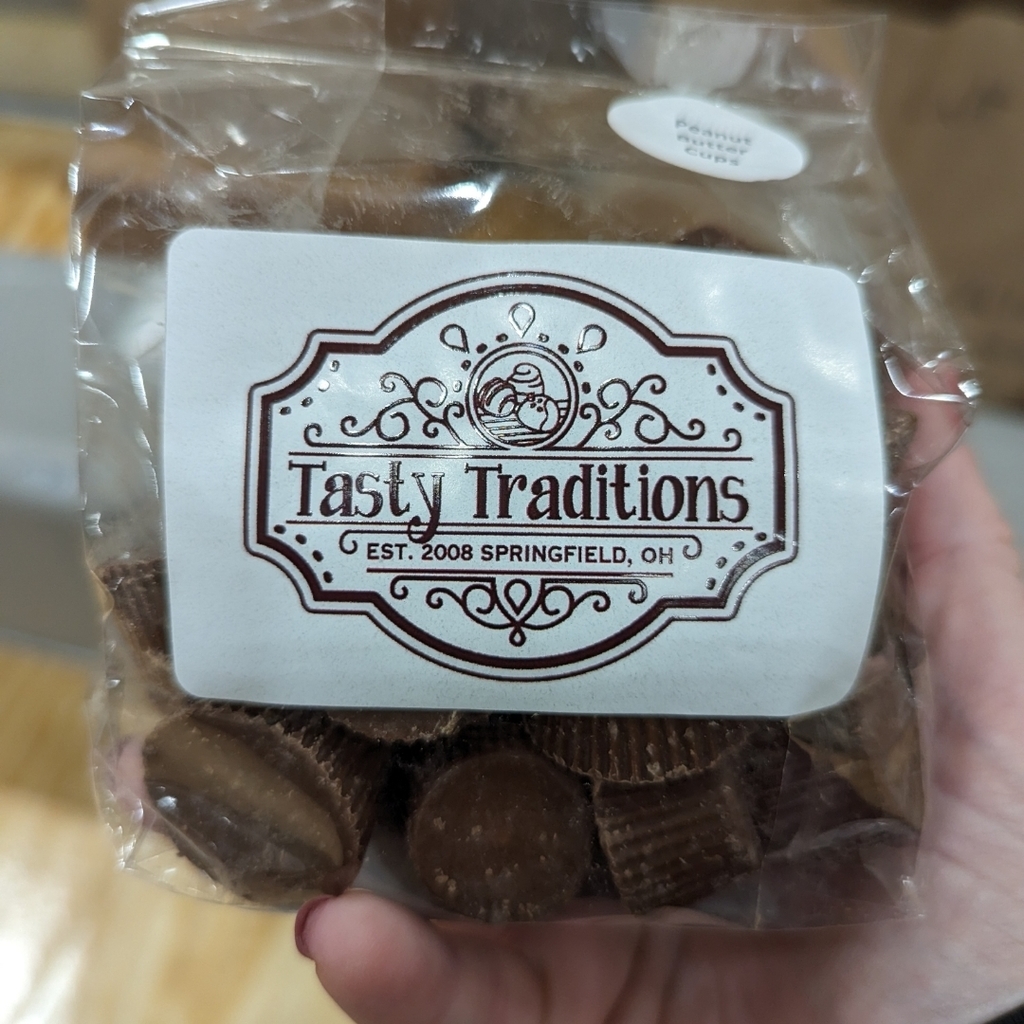 Peanut
Butter
Cups
Tasty Traditions
EST. 2008 SPRINGFIELD, OH